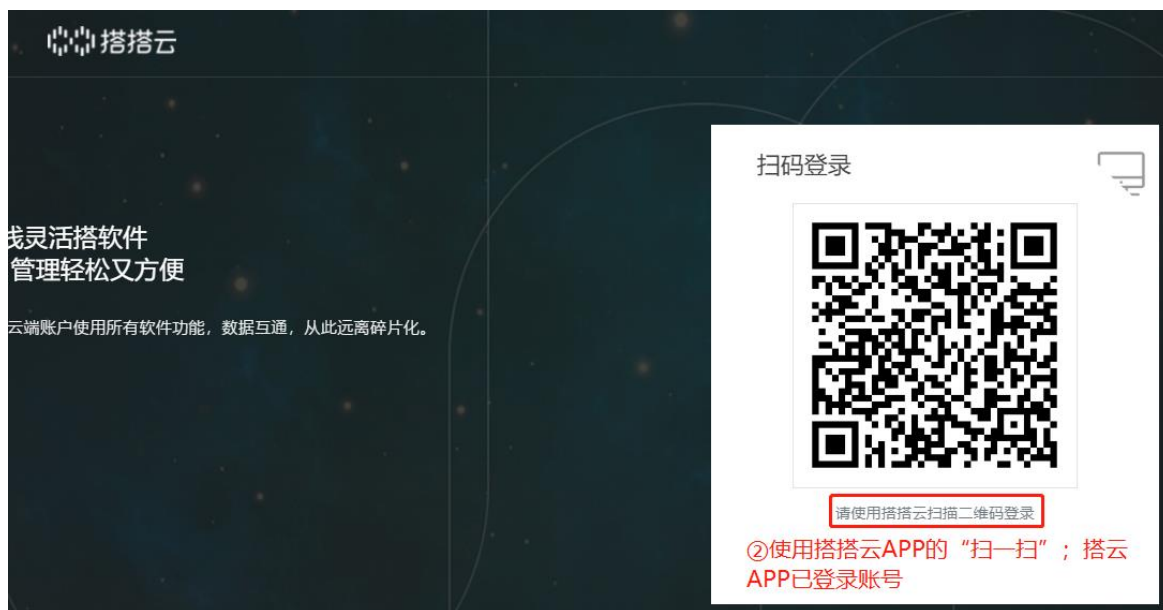 搭搭云
扫码登录
线灵活搭软件
管理轻松又方便
云端账户使用所有软件功能，数据互通，从此远离碎片化。
请使用搭搭云扫描二维码登录
②使用搭搭云APP的“扫一扫”；搭云
APP已登录账号